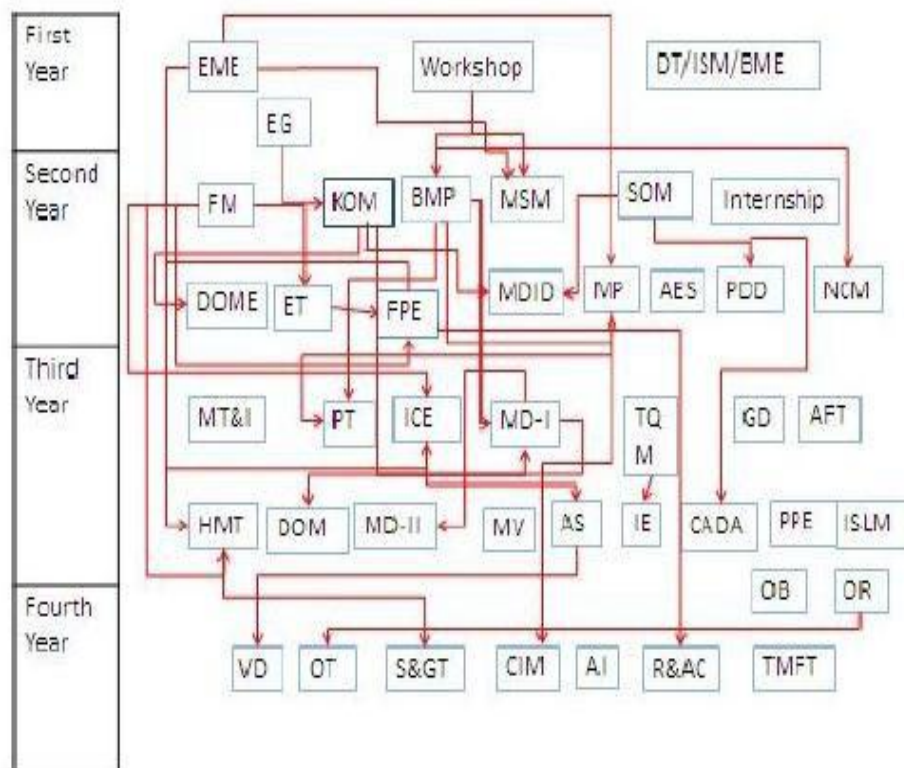 First
Year
EME
Workshop
DT/ISM/BME
EG
Second
Year
FM
KOM
BMP
MSM
SOM
Internship
DOME
ET
FPE
MDID
MP
AES
PDD
NCM
Third
Year
MT&I
PT
ICE
MD-I
TQ
M
GD
AFT
HMT
DOM
MD-II
MV
AS
IE
CADA
PPE
ISLM
OB
OR
Fourth
Year
VD
OT
S&GT
CIM
AI
R&AC
TMFT